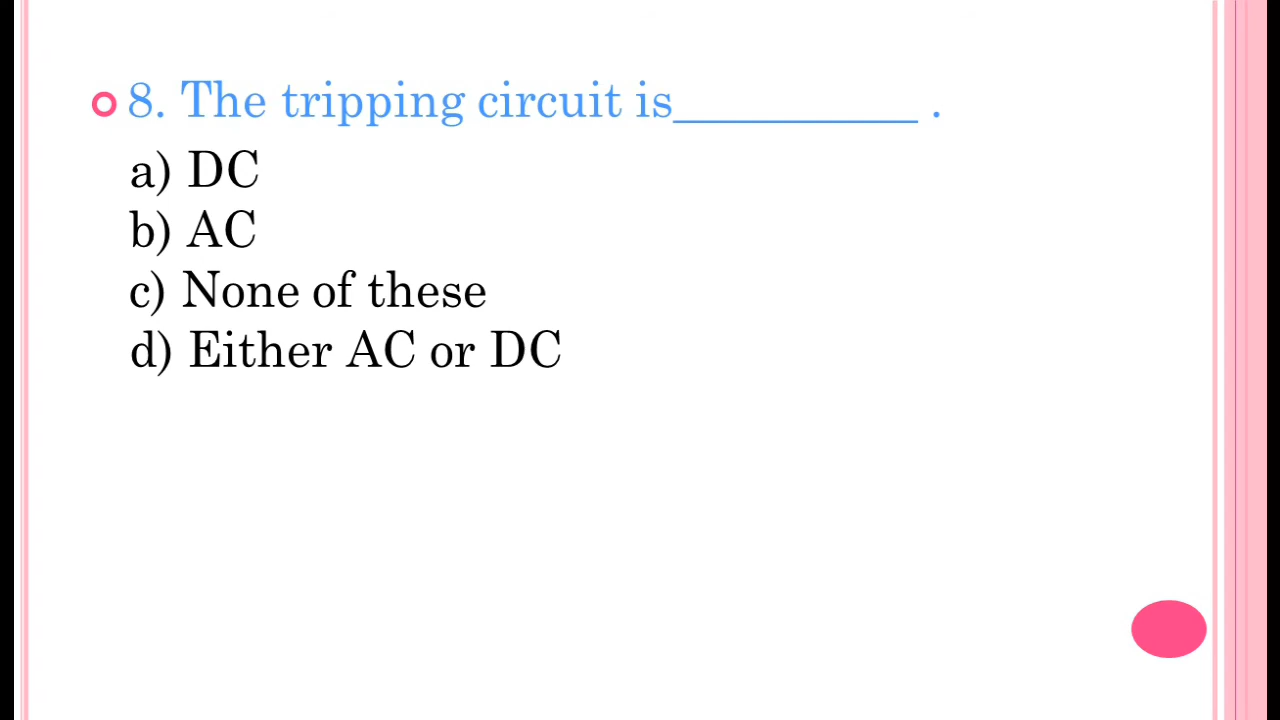 8. The tripping circuit is__________ .
a) DC
b) AC
c) None of these
d) Either AC or DC